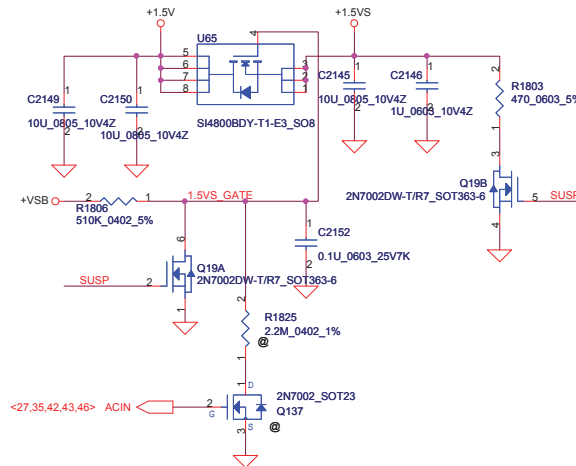 +1.5V
U65
4
+1.5VS
5
6
7
8
3
2
1
C2149
1
10U_0805_10V4Z
2
C2150
1
10U_0805_10V4Z
2
SI4800BDY-T1-E3_SO8
C2145
1
10U_0805_10V4Z
2
C2146
1
1U_0603_10V4Z
2
2
R1803
470_0603_5%
1
3
Q19B
2N7002DW-T/R7_SOT363-6
5
SUSP
4
+VSB
2
1
R1806
510K_0402_5%
1.5VS_GATE
6
Q19A
2N7002DW-T/R7_SOT363-6
SUSP
2
1
1
C2152
0.1U_0603_25V7K
2
2
R1825
2.2M_0402_1%
@
1
1
D
2N7002_SOT23
<27,35,42,43,46> ACIN
2
G
Q137
S
3
@